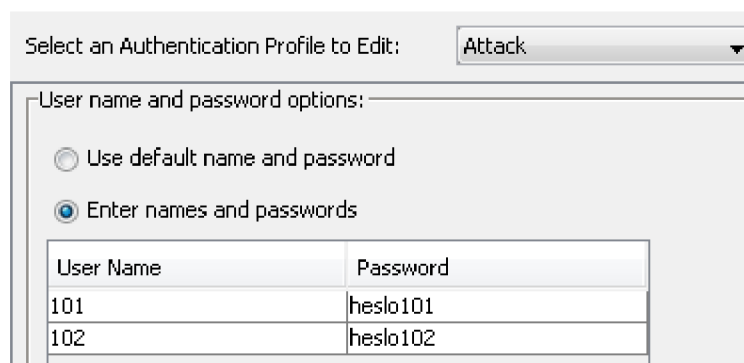 Select an Authentication Profile to Edit: Attack
User name and password options:
Use default name and password
Enter names and passwords
User Name Password
101 heslo101
102 heslo102